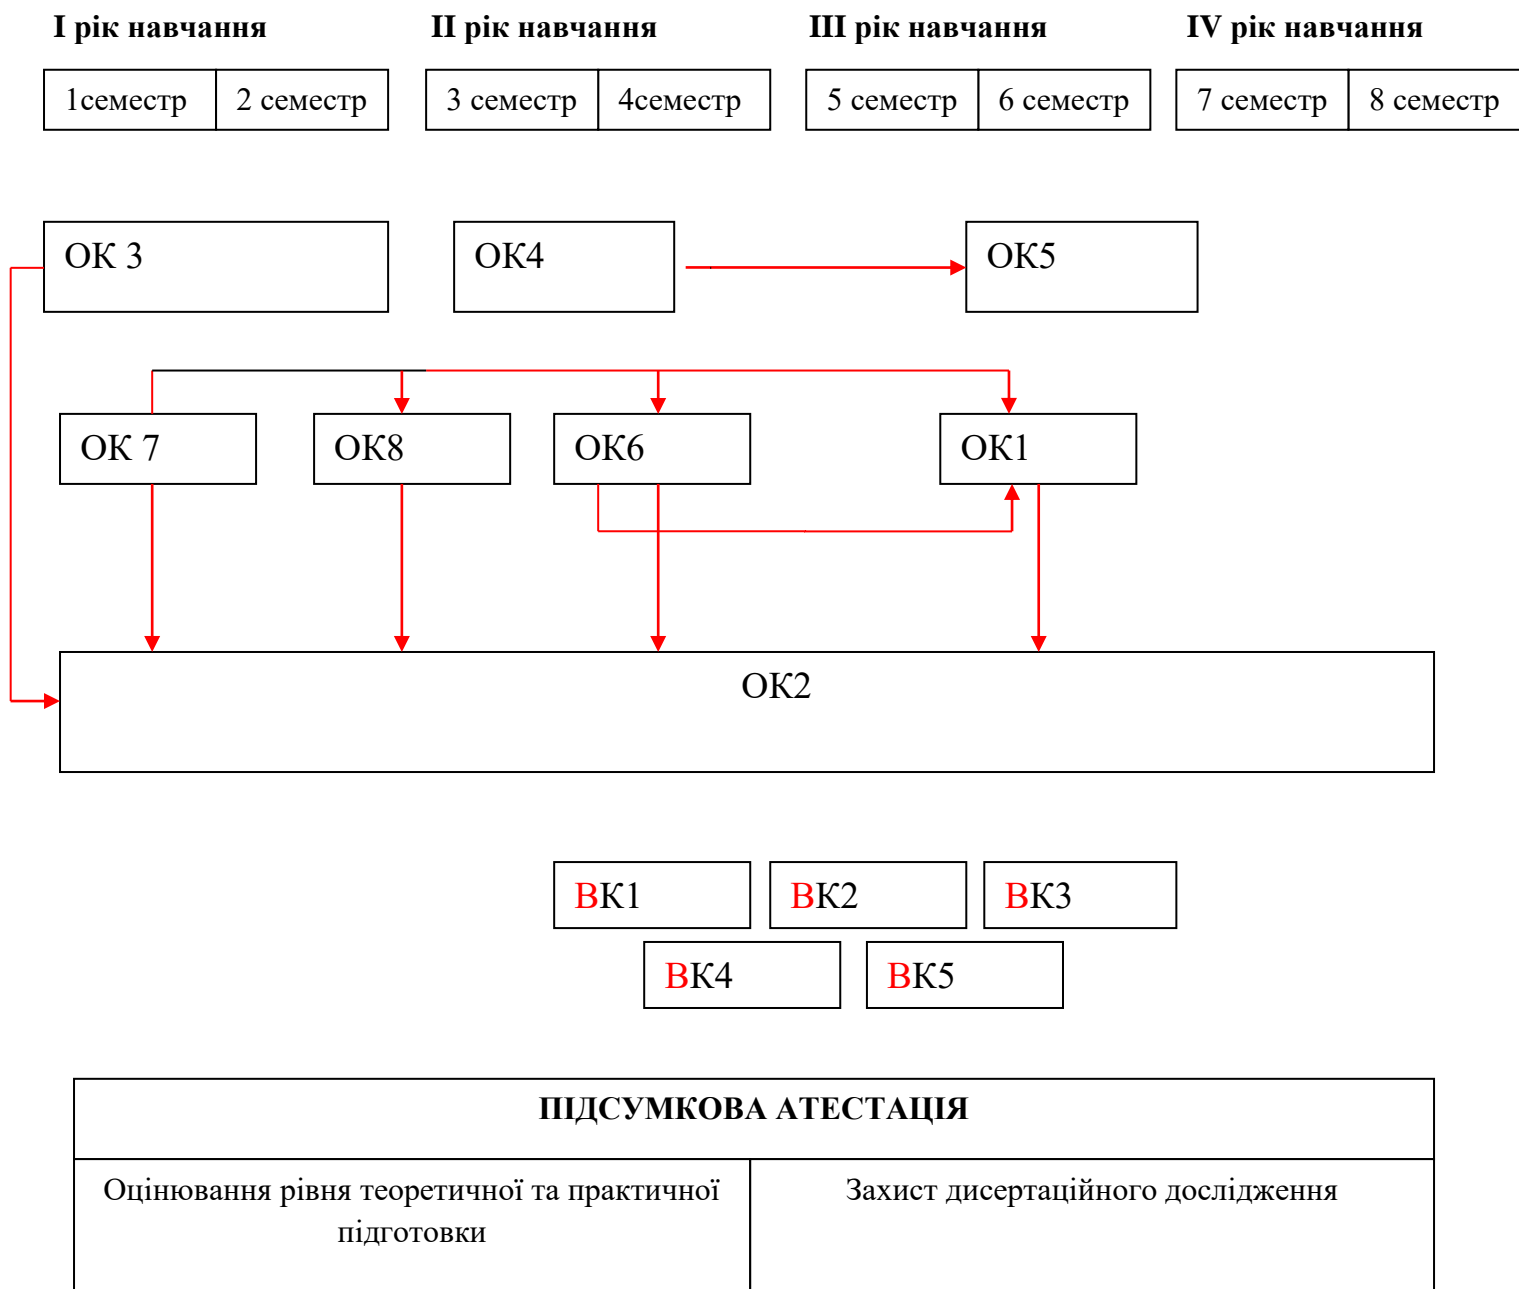 І рік навчання ІІ рік навчання ІІІ рік навчання IV рік навчання
1семестр 2 семестр 3 семестр 4семестр 5 семестр 6 семестр 7 семестр 8 семестр
ОК 3 ОК4 ОК5
ОК 7 ОК8 ОК6 ОК1
ОК2
ВК1 ВК2 ВК3
ВК4 ВК5
ПІДСУМКОВА АТЕСТАЦІЯ
Оцінювання рівня теоретичної та практичної
підготовки
Захист дисертаційного дослідження